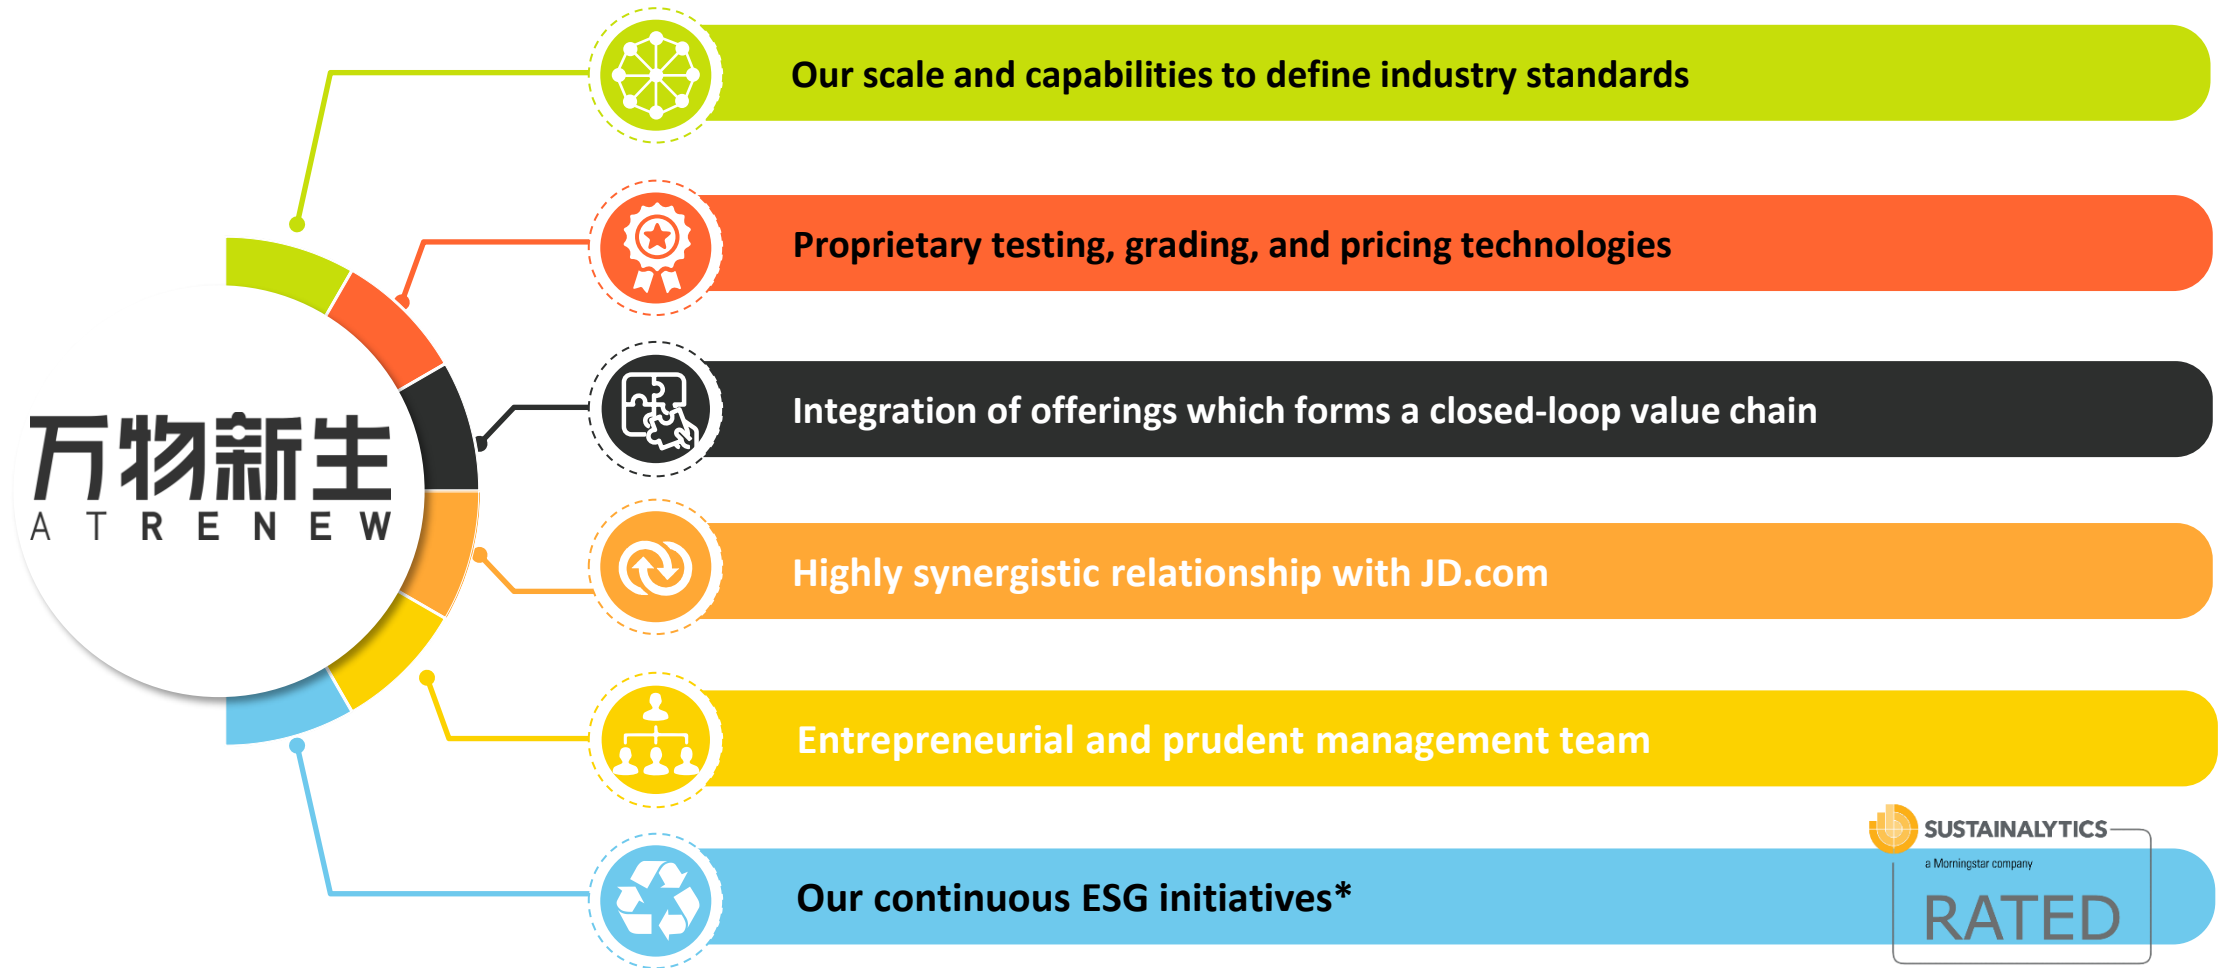 Our scale and capabilities to define industry standards
Proprietary testing, grading, and pricing technologies
Integration of offerings which forms a closed-loop value chain
万物新生
ATRENEW
Highly synergistic relationship with JD.com
Entrepreneurial and prudent management team
SUSTAINALYTICS
a Morningstar company
Our continuous ESG initiatives*
RATED